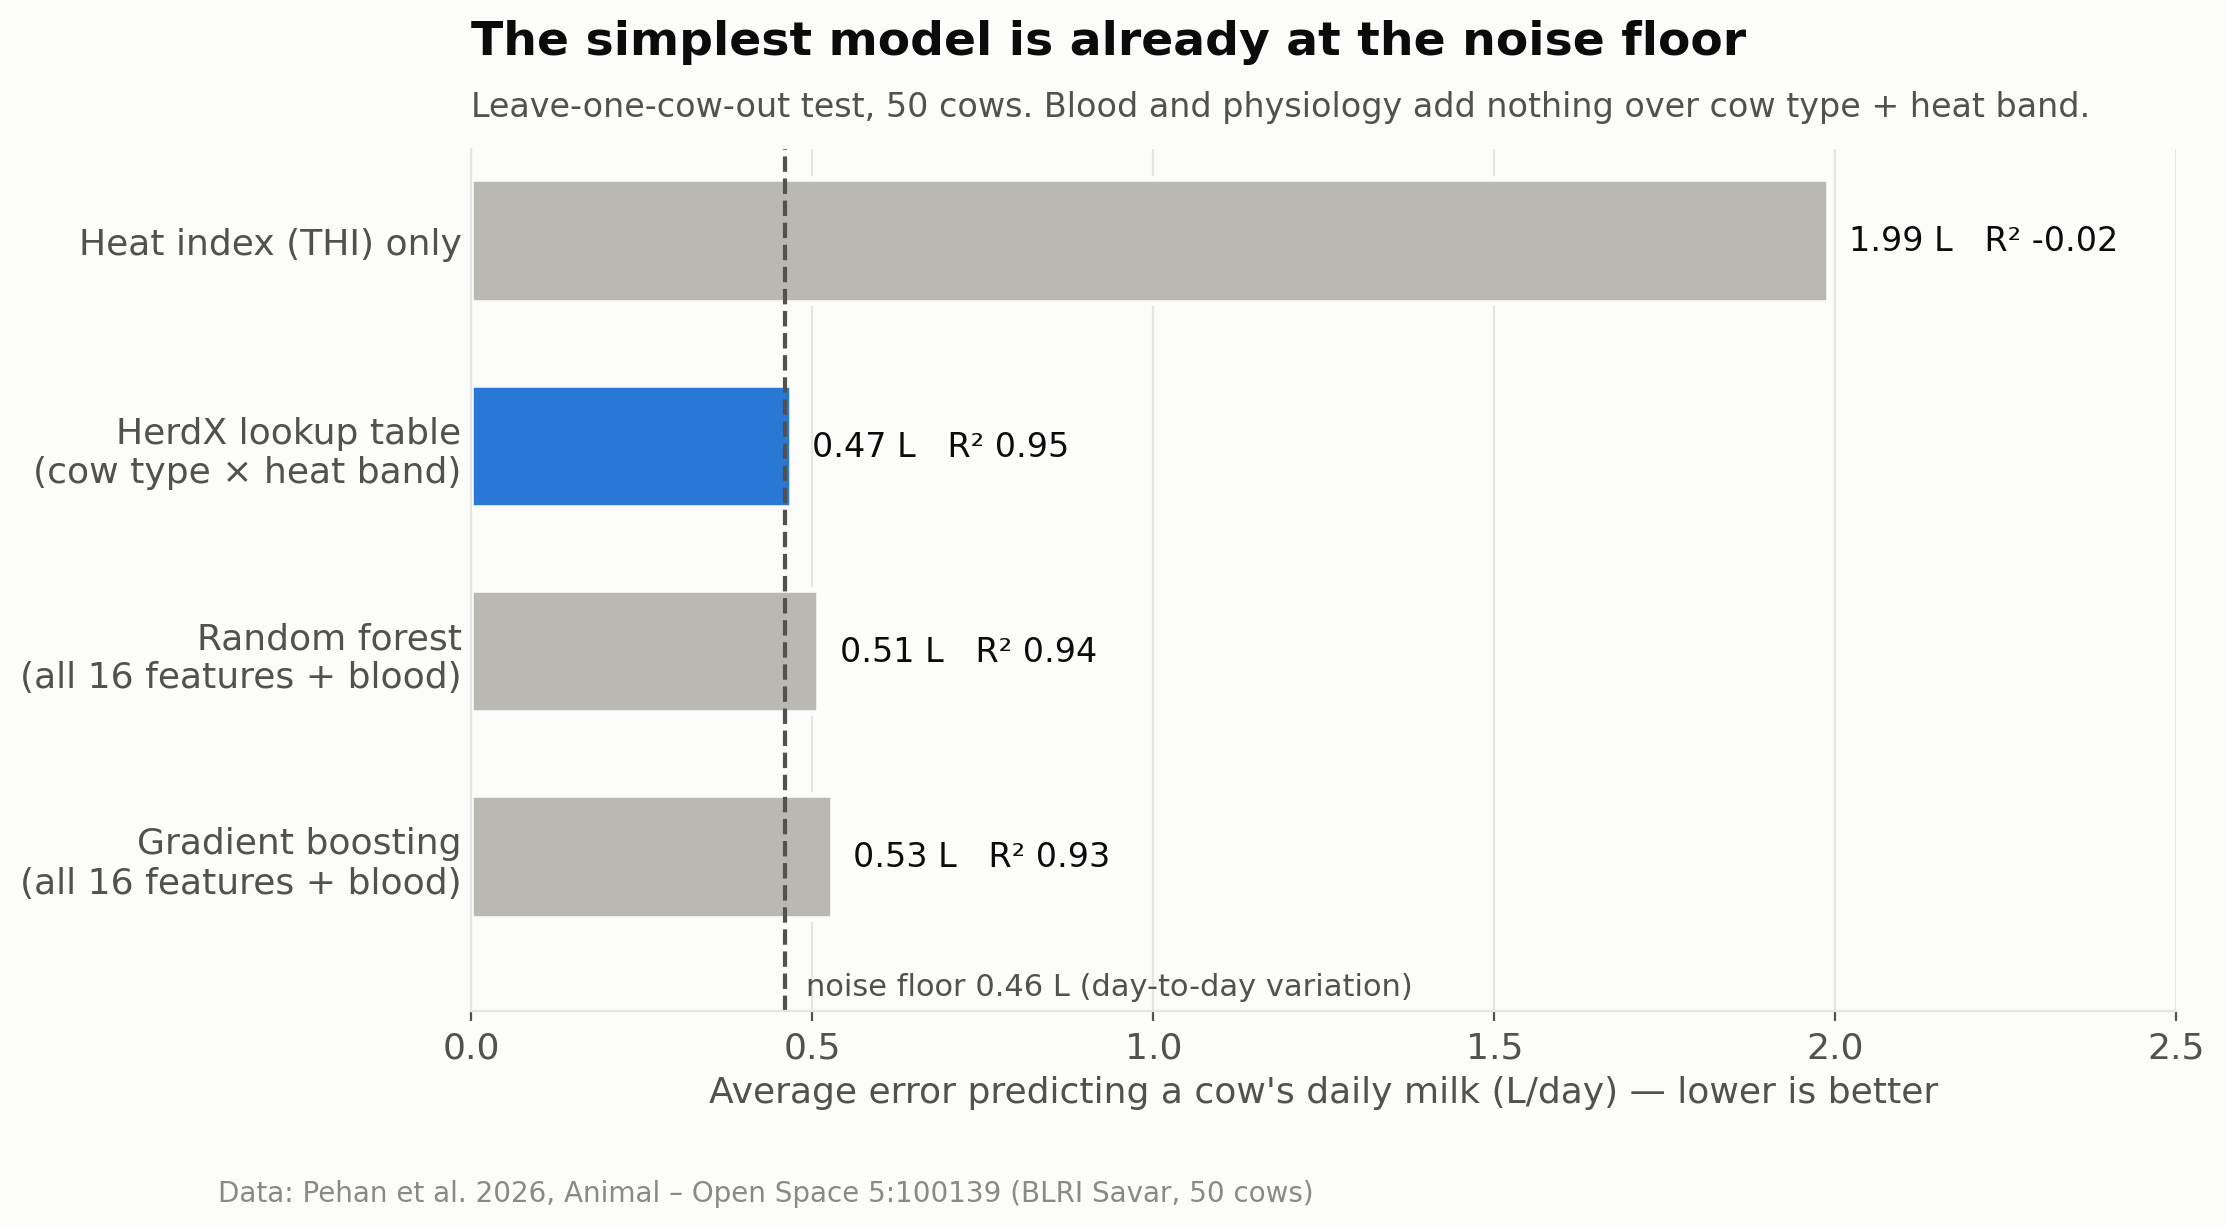 The simplest model is already at the noise floor
Leave-one-cow-out test, 50 cows. Blood and physiology add nothing over cow type + heat band.
Heat index (THI) only
1.99 L   R² -0.02
HerdX lookup table
(cow type × heat band)
0.47 L   R² 0.95
Random forest
(all 16 features + blood)
0.51 L   R² 0.94
Gradient boosting
(all 16 features + blood)
0.53 L   R² 0.93
noise floor 0.46 L (day-to-day variation)
0.0 0.5 1.0 1.5 2.0 2.5
Average error predicting a cow's daily milk (L/day) — lower is better
Data: Pehan et al. 2026, Animal – Open Space 5:100139 (BLRI Savar, 50 cows)